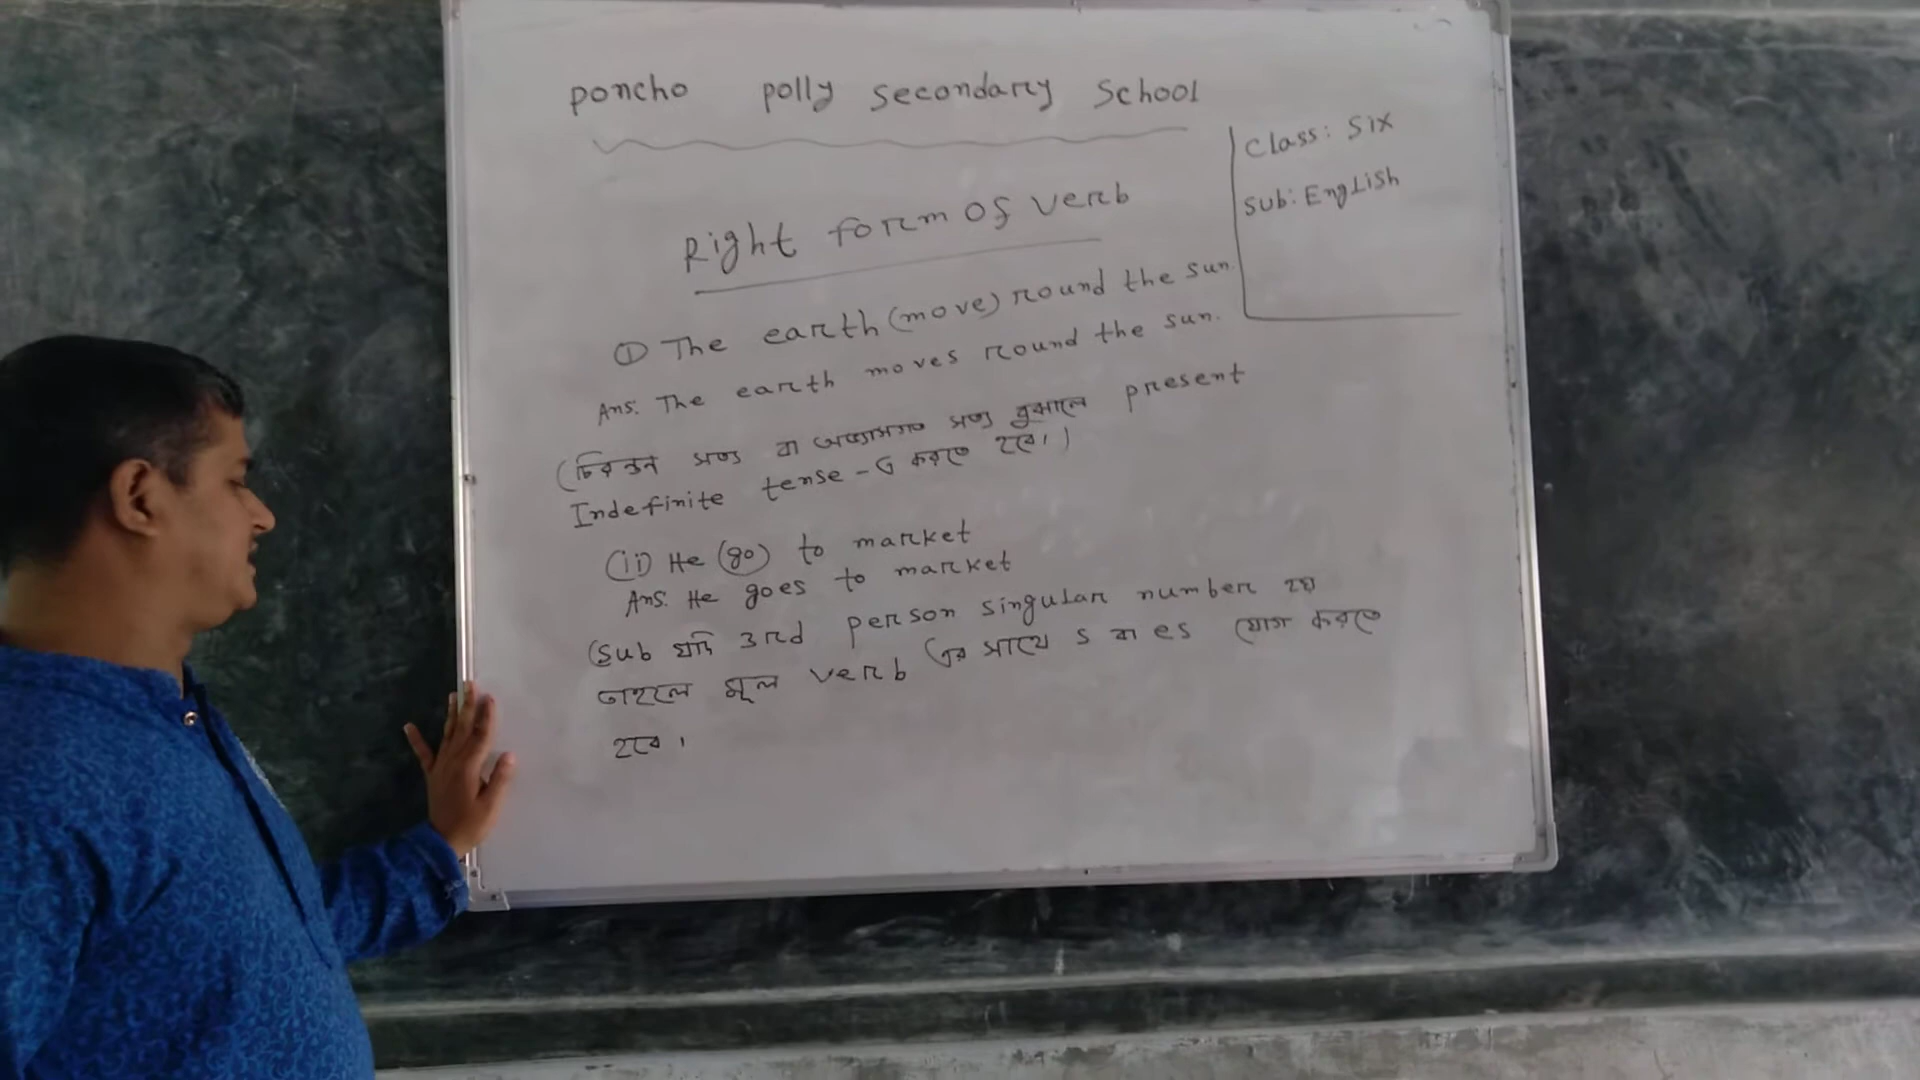 poncho polly secondary School
Class: Six
Sub: English
Right form of verb
① The earth (move) round the sun.
Ans. The earth moves round the sun.
(চিরন্তন সত্য বা অভ্যাসগত সত্য বুঝালে present
Indefinite tense - এ করতে হবে।)
(ii) He (go) to market
Ans. He goes to market
(Sub যদি 3rd person singular number হয়
তাহলে মূল verb এর সাথে s বা es যোগ করতে
হবে।